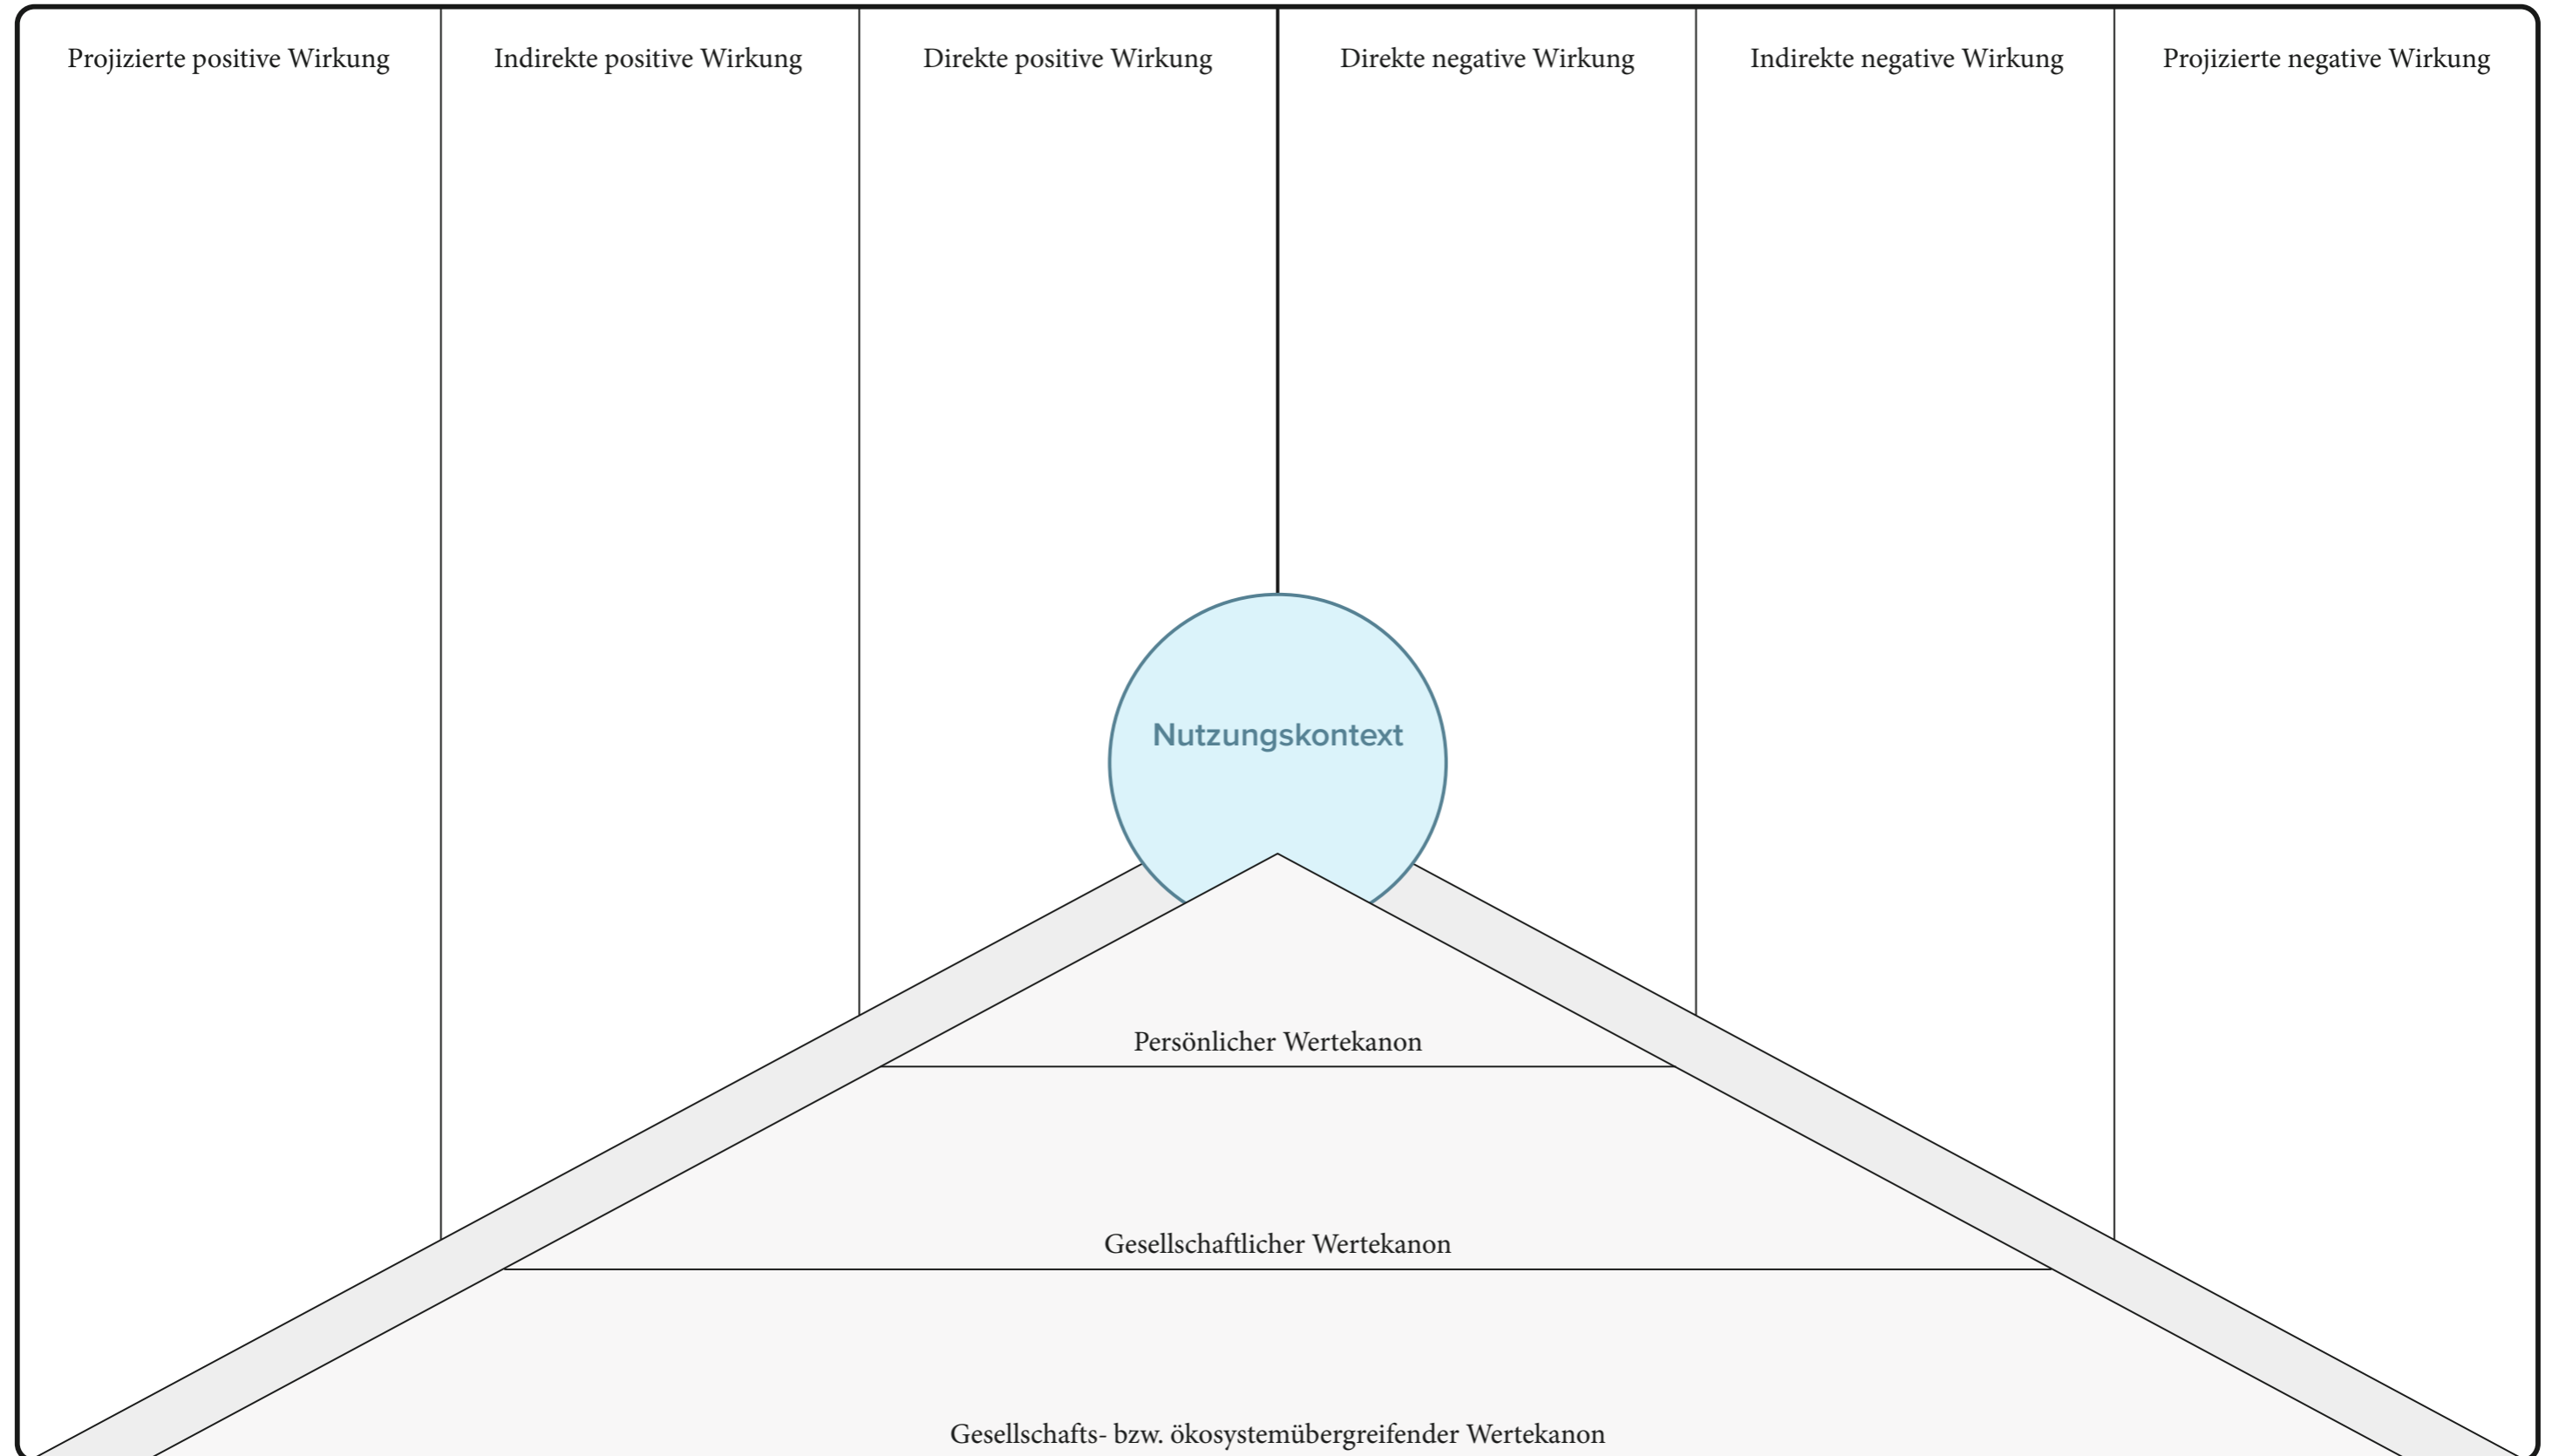 Projizierte positive Wirkung
Indirekte positive Wirkung
Direkte positive Wirkung
Direkte negative Wirkung
Indirekte negative Wirkung
Projizierte negative Wirkung
Nutzungskontext
Persönlicher Wertekanon
Gesellschaftlicher Wertekanon
Gesellschafts- bzw. ökosystemübergreifender Wertekanon